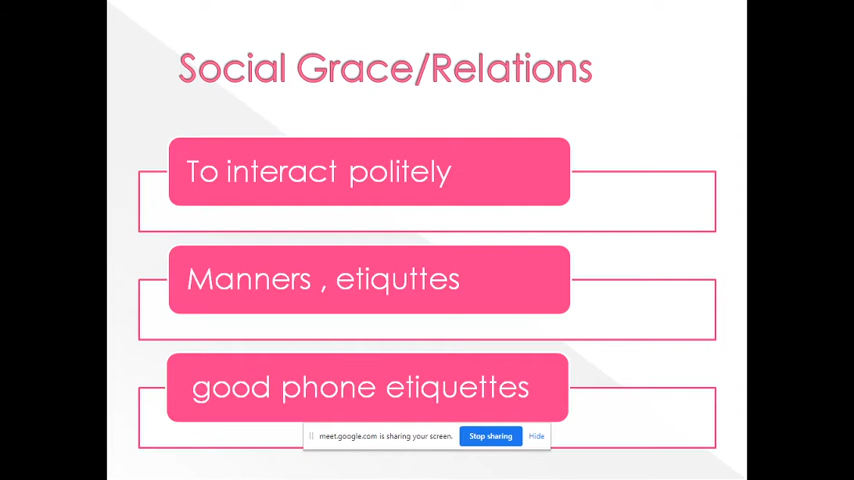 Social Grace/Relations
To interact politely
Manners , etiquttes
good phone etiquettes
meet.google.com is sharing your screen. Stop sharing Hide